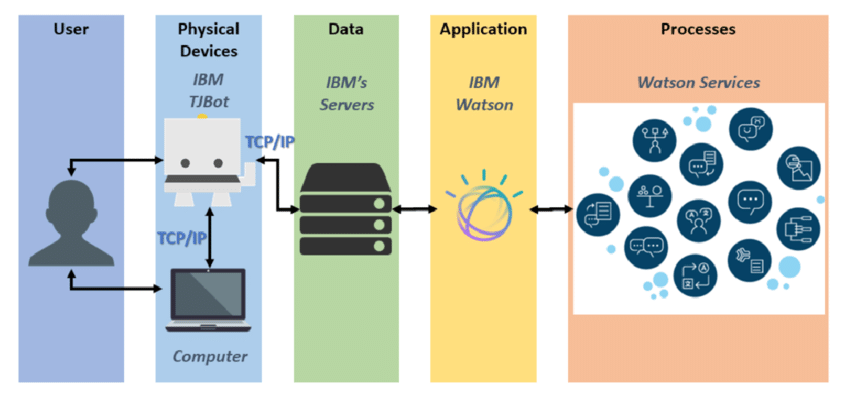 User
Physical
Devices
Data
Application
Processes
IBM
TJBot
IBM's
Servers
IBM
Watson
Watson Services
TCP/IP
TCP/IP
Computer